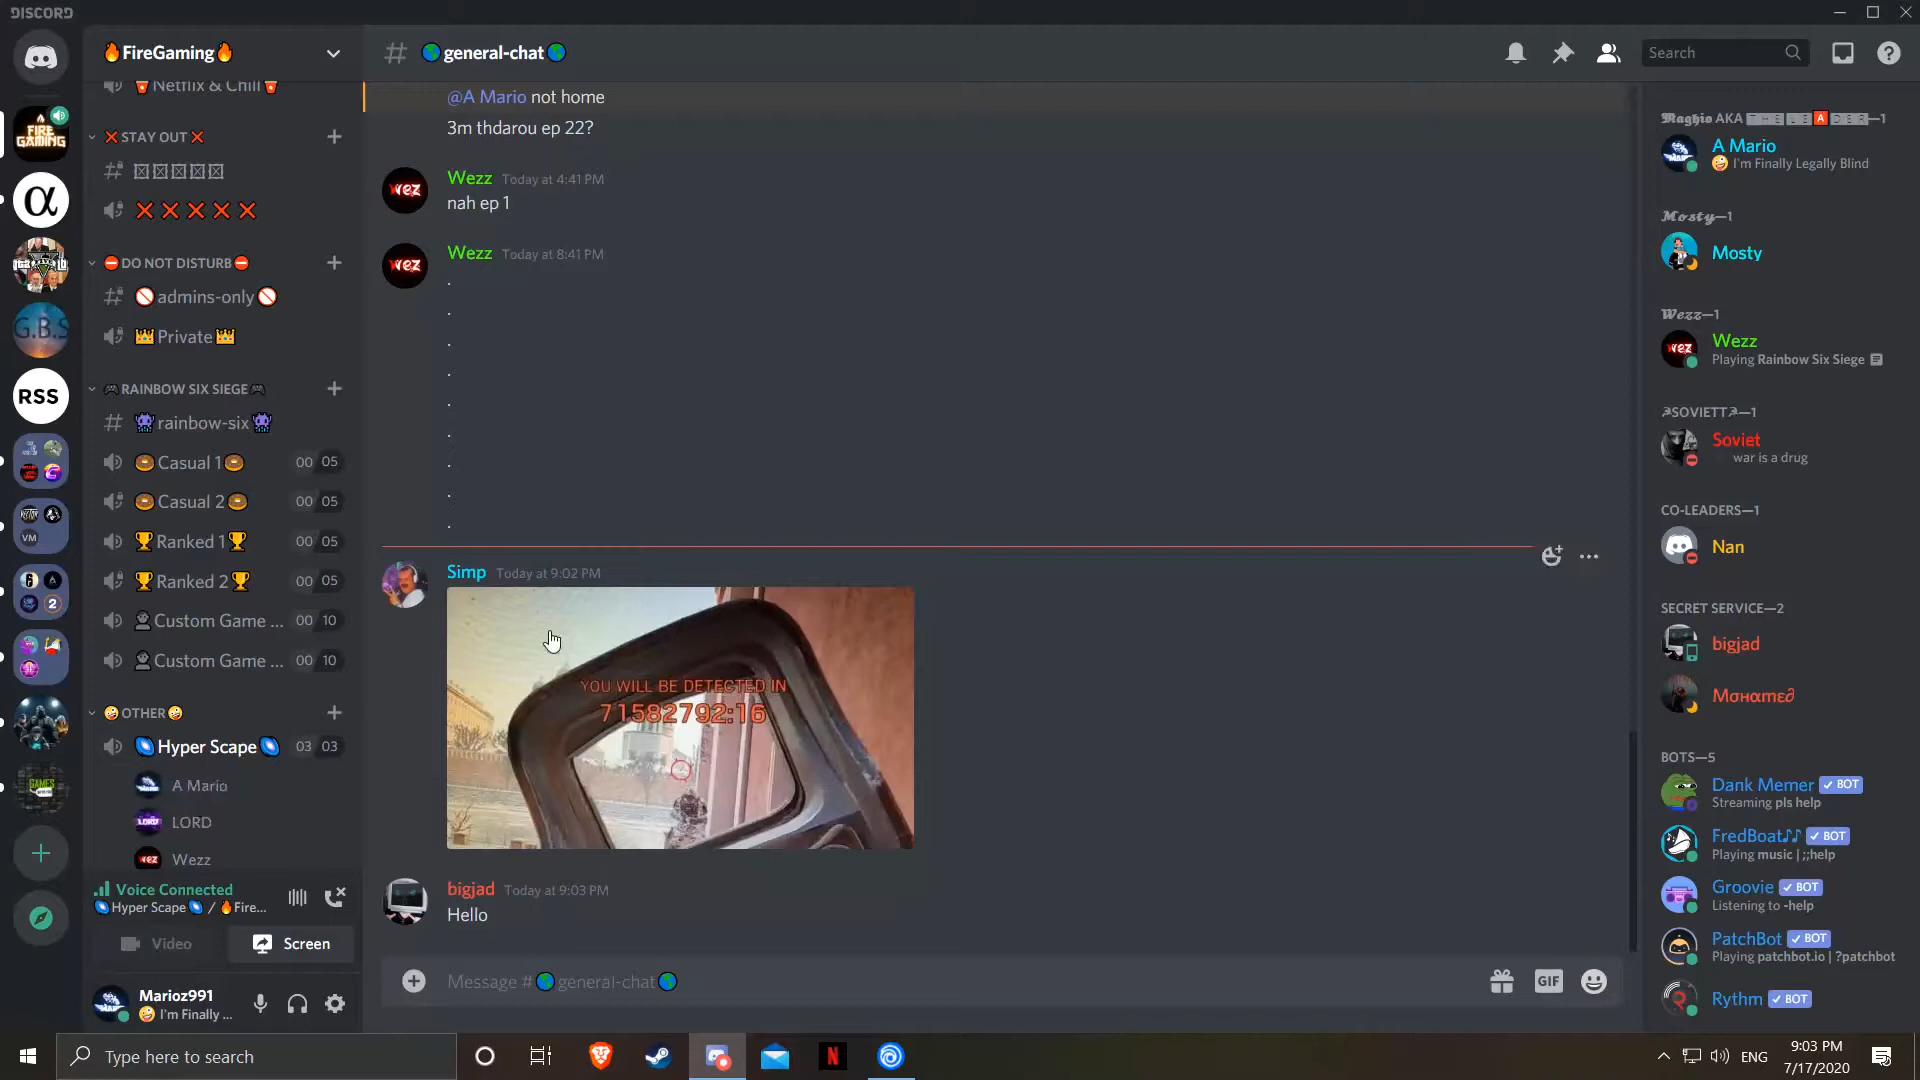 DISCORD
🔥FireGaming🔥
Netflix & Chill
❌STAY OUT❌
❌❌❌❌❌
⛔DO NOT DISTURB⛔
🚫admins-only🚫
👑Private👑
🎮RAINBOW SIX SIEGE🎮
👾rainbow-six👾
🍩Casual 1🍩 00 05
🍩Casual 2🍩 00 05
🏆Ranked 1🏆 00 05
🏆Ranked 2🏆 00 05
Custom Game ... 00 10
Custom Game ... 00 10
🤪OTHER🤪
Hyper Scape 03 03
A Mario
LORD
Wezz
Voice Connected
Hyper Scape / 🔥Fire...
Video
Screen
Marioz991
🤪 I'm Finally ...
FIRE GAMING
α
G.B.S
RSS
VM
2
# general-chat
Search
@A Mario not home
3m thdarou ep 22?
Wezz Today at 4:41 PM
nah ep 1
Wezz Today at 8:41 PM
.
.
.
.
.
.
.
.
.
Simp Today at 9:02 PM
YOU WILL BE DETECTED IN
71582792:16
bigjad Today at 9:03 PM
Hello
Message # general-chat
GIF
AKA
—1
A Mario
🤪 I'm Finally Legally Blind
Mosty—1
Mosty
Wezz—1
Wezz
Playing Rainbow Six Siege
☭SOVIETT☭—1
Soviet
war is a drug
CO-LEADERS—1
Nan
SECRET SERVICE—2
bigjad
BOTS—5
Dank Memer ✓ BOT
Streaming pls help
FredBoat♪♪ ✓ BOT
Playing music | ;;help
Groovie ✓ BOT
Listening to -help
PatchBot ✓ BOT
Playing patchbot.io | ?patchbot
Rythm ✓ BOT
Type here to search
ENG
9:03 PM
7/17/2020